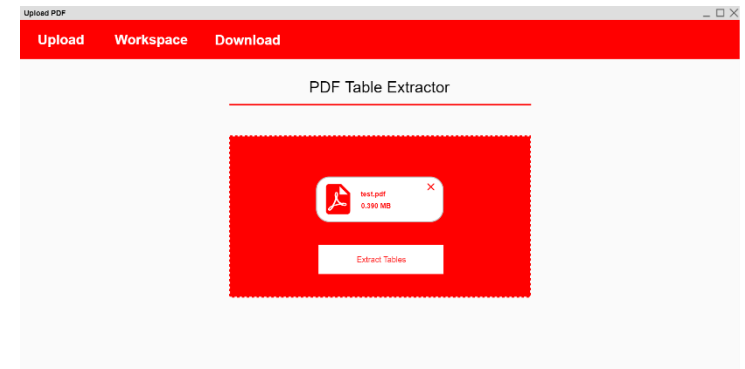 Upload PDF
Upload Workspace Download
PDF Table Extractor
test.pdf
0.390 MB
Extract Tables